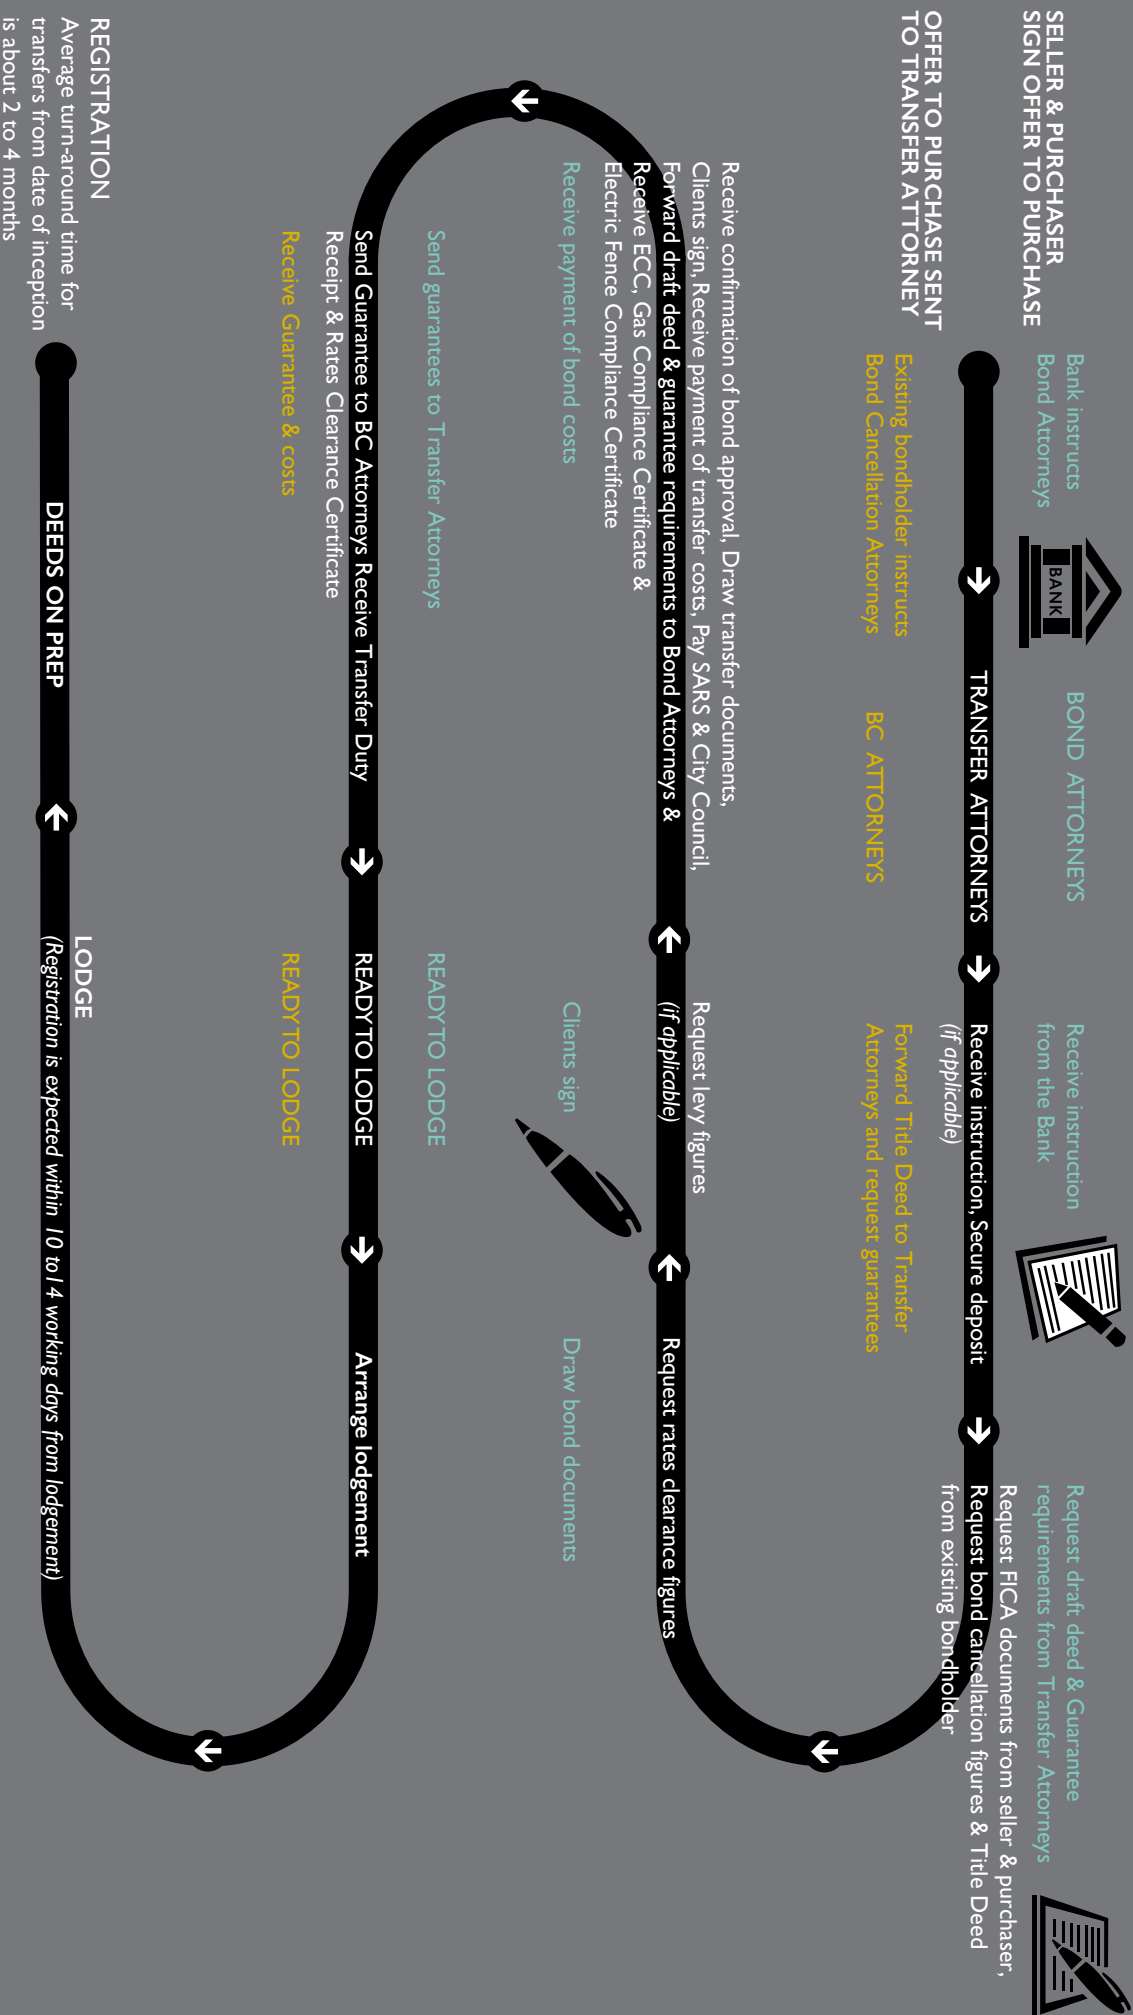 SELLER & PURCHASER
SIGN OFFER TO PURCHASE
OFFER TO PURCHASE SENT
TO TRANSFER ATTORNEY
Bank instructs
Bond Attorneys
BANK
Existing bondholder instructs
Bond Cancellation Attorneys
BOND ATTORNEYS
TRANSFER ATTORNEYS
BC ATTORNEYS
Receive instruction
from the Bank
Receive instruction, Secure deposit
(if applicable)
Forward Title Deed to Transfer
Attorneys and request guarantees
Request draft deed & Guarantee
requirements from Transfer Attorneys
Request FICA documents from seller & purchaser,
Request bond cancellation figures & Title Deed
from existing bondholder
Request rates clearance figures
Draw bond documents
Request levy figures
(if applicable)
Clients sign
Receive confirmation of bond approval, Draw transfer documents,
Clients sign, Receive payment of transfer costs, Pay SARS & City Council,
Forward draft deed & guarantee requirements to Bond Attorneys &
Receive ECC, Gas Compliance Certificate &
Electric Fence Compliance Certificate
Receive payment of bond costs
Send guarantees to Transfer Attorneys
Send Guarantee to BC Attorneys Receive Transfer Duty
Receipt & Rates Clearance Certificate
Receive Guarantee & costs
READY TO LODGE
READY TO LODGE
READY TO LODGE
Arrange lodgement
LODGE
(Registration is expected within 10 to14 working days from lodgement)
DEEDS ON PREP
REGISTRATION
Average turn-around time for
transfers from date of inception
is about 2 to 4 months